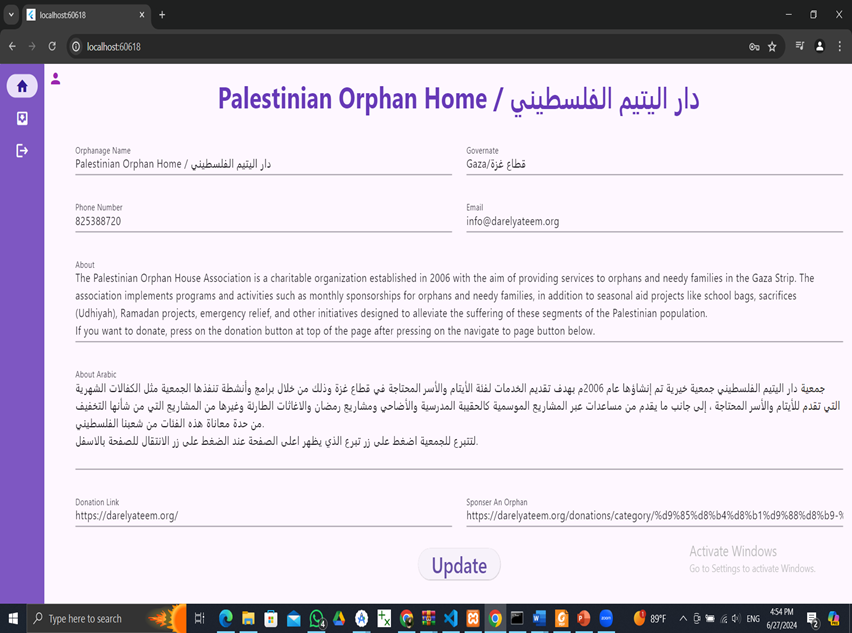 localhost:60618
localhost:60618
Palestinian Orphan Home / دار اليتيم الفلسطيني
Orphanage Name
Palestinian Orphan Home / دار اليتيم الفلسطيني
Governate
Gaza/قطاع غزة
Phone Number
825388720
Email
info@darelyateem.org
About
The Palestinian Orphan House Association is a charitable organization established in 2006 with the aim of providing services to orphans and needy families in the Gaza Strip. The
association implements programs and activities such as monthly sponsorships for orphans and needy families, in addition to seasonal aid projects like school bags, sacrifices
(Udhiyah), Ramadan projects, emergency relief, and other initiatives designed to alleviate the suffering of these segments of the Palestinian population.
If you want to donate, press on the donation button at top of the page after pressing on the navigate to page button below.
About Arabic
جمعية دار اليتيم الفلسطيني جمعية خيرية تم إنشاؤها عام 2006م بهدف تقديم الخدمات لفئة الأيتام والأسر المحتاجة في قطاع غزة وذلك من خلال برامج وأنشطة تنفذها الجمعية مثل الكفالات الشهرية
التي تقدم للأيتام والأسر المحتاجة ، إلى جانب ما يقدم من مساعدات عبر المشاريع الموسمية كالحقيبة المدرسية والأضاحي ومشاريع رمضان والاغاثات الطارئة وغيرها من المشاريع التي من شأنها التخفيف
من حدة معاناة هذه الفئات من شعبنا الفلسطيني.
لتتبرع للجمعية اضغط على زر تبرع الذي يظهر اعلى الصفحة عند الضغط على زر الانتقال للصفحة بالاسفل.
Donation Link
https://darelyateem.org/
Sponser An Orphan
https://darelyateem.org/donations/category/%d9%85%d8%b4%d8%b1%d9%88%d8%b9-%
Update
Activate Windows
Go to Settings to activate Windows.
Type here to search
89°F
ENG
4:54 PM
6/27/2024